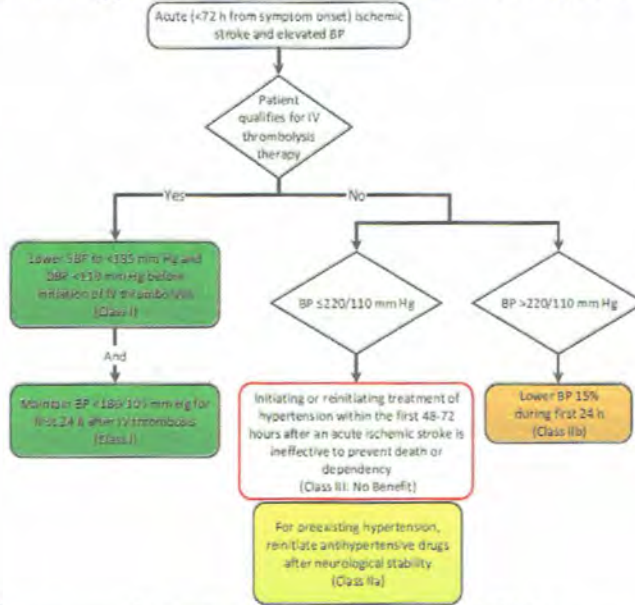 Acute (<72 h from symptom onset) ischemic
stroke and elevated BP
Patient
qualifies for IV
thrombolysis
therapy
Yes
No
Lower SBP to <185 mm Hg and
DBP <110 mm Hg before
initiation of IV thrombolysis
(Class I)
BP ≤220/110 mm Hg
BP >220/110 mm Hg
And
Maintain BP <180/105 mm Hg for
first 24 h after IV thrombosis
(Class I)
Initiating or reinitiating treatment of
hypertension within the first 48-72
hours after an acute ischemic stroke is
ineffective to prevent death or
dependency
(Class III: No Benefit)
Lower BP 15%
during first 24 h
(Class IIb)
For preexisting hypertension,
reinitiate antihypertensive drugs
after neurological stability
(Class IIa)